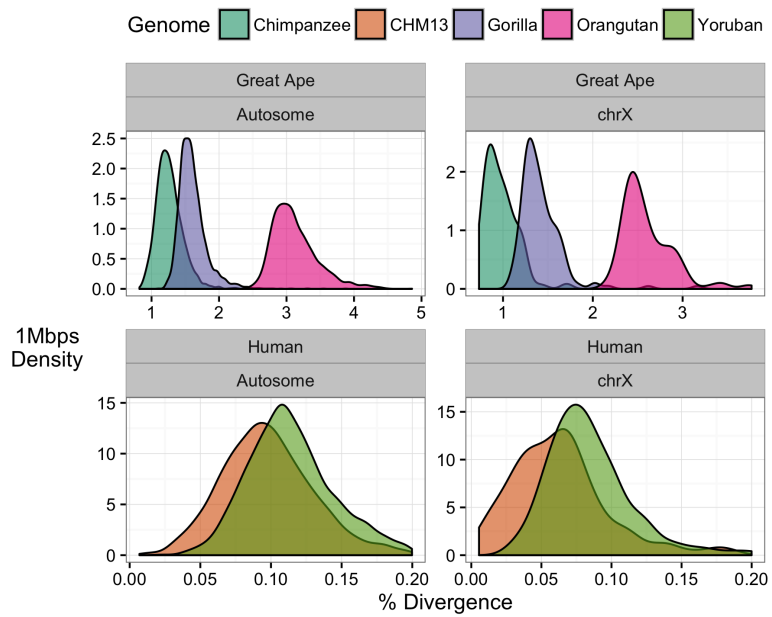 Genome Chimpanzee CHM13 Gorilla Orangutan Yoruban
Great Ape Great Ape
Autosome chrX
2.5
2.0
1.5
1.0
0.5
0.0
2
1
0
1 2 3 4 5
1 2 3
1Mbps
Density
Human Human
Autosome chrX
15
10
5
0
15
10
5
0
0.00 0.05 0.10 0.15 0.20
0.00 0.05 0.10 0.15 0.20
% Divergence